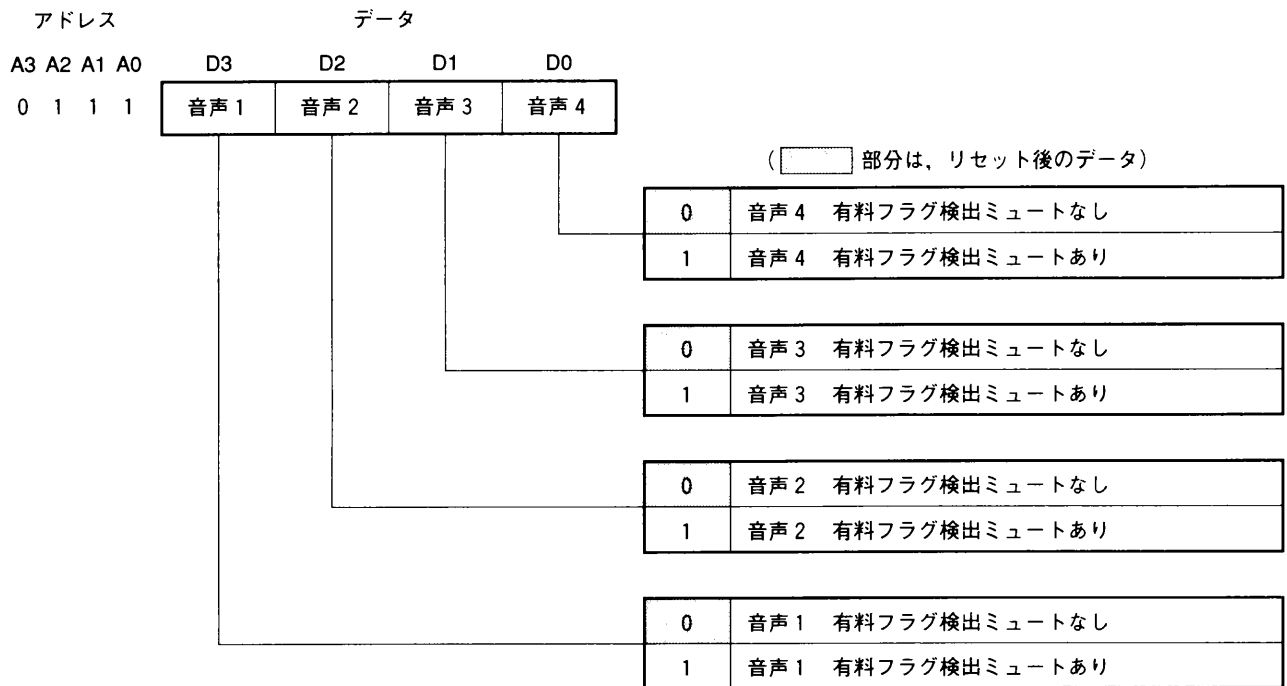 アドレス データ
A3 A2 A1 A0 D3 D2 D1 D0
0 1 1 1 音声1 音声2 音声3 音声4
( 部分は，リセット後のデータ)
0 音声4 有料フラグ検出ミュートなし
1 音声4 有料フラグ検出ミュートあり
0 音声3 有料フラグ検出ミュートなし
1 音声3 有料フラグ検出ミュートあり
0 音声2 有料フラグ検出ミュートなし
1 音声2 有料フラグ検出ミュートあり
0 音声1 有料フラグ検出ミュートなし
1 音声1 有料フラグ検出ミュートあり